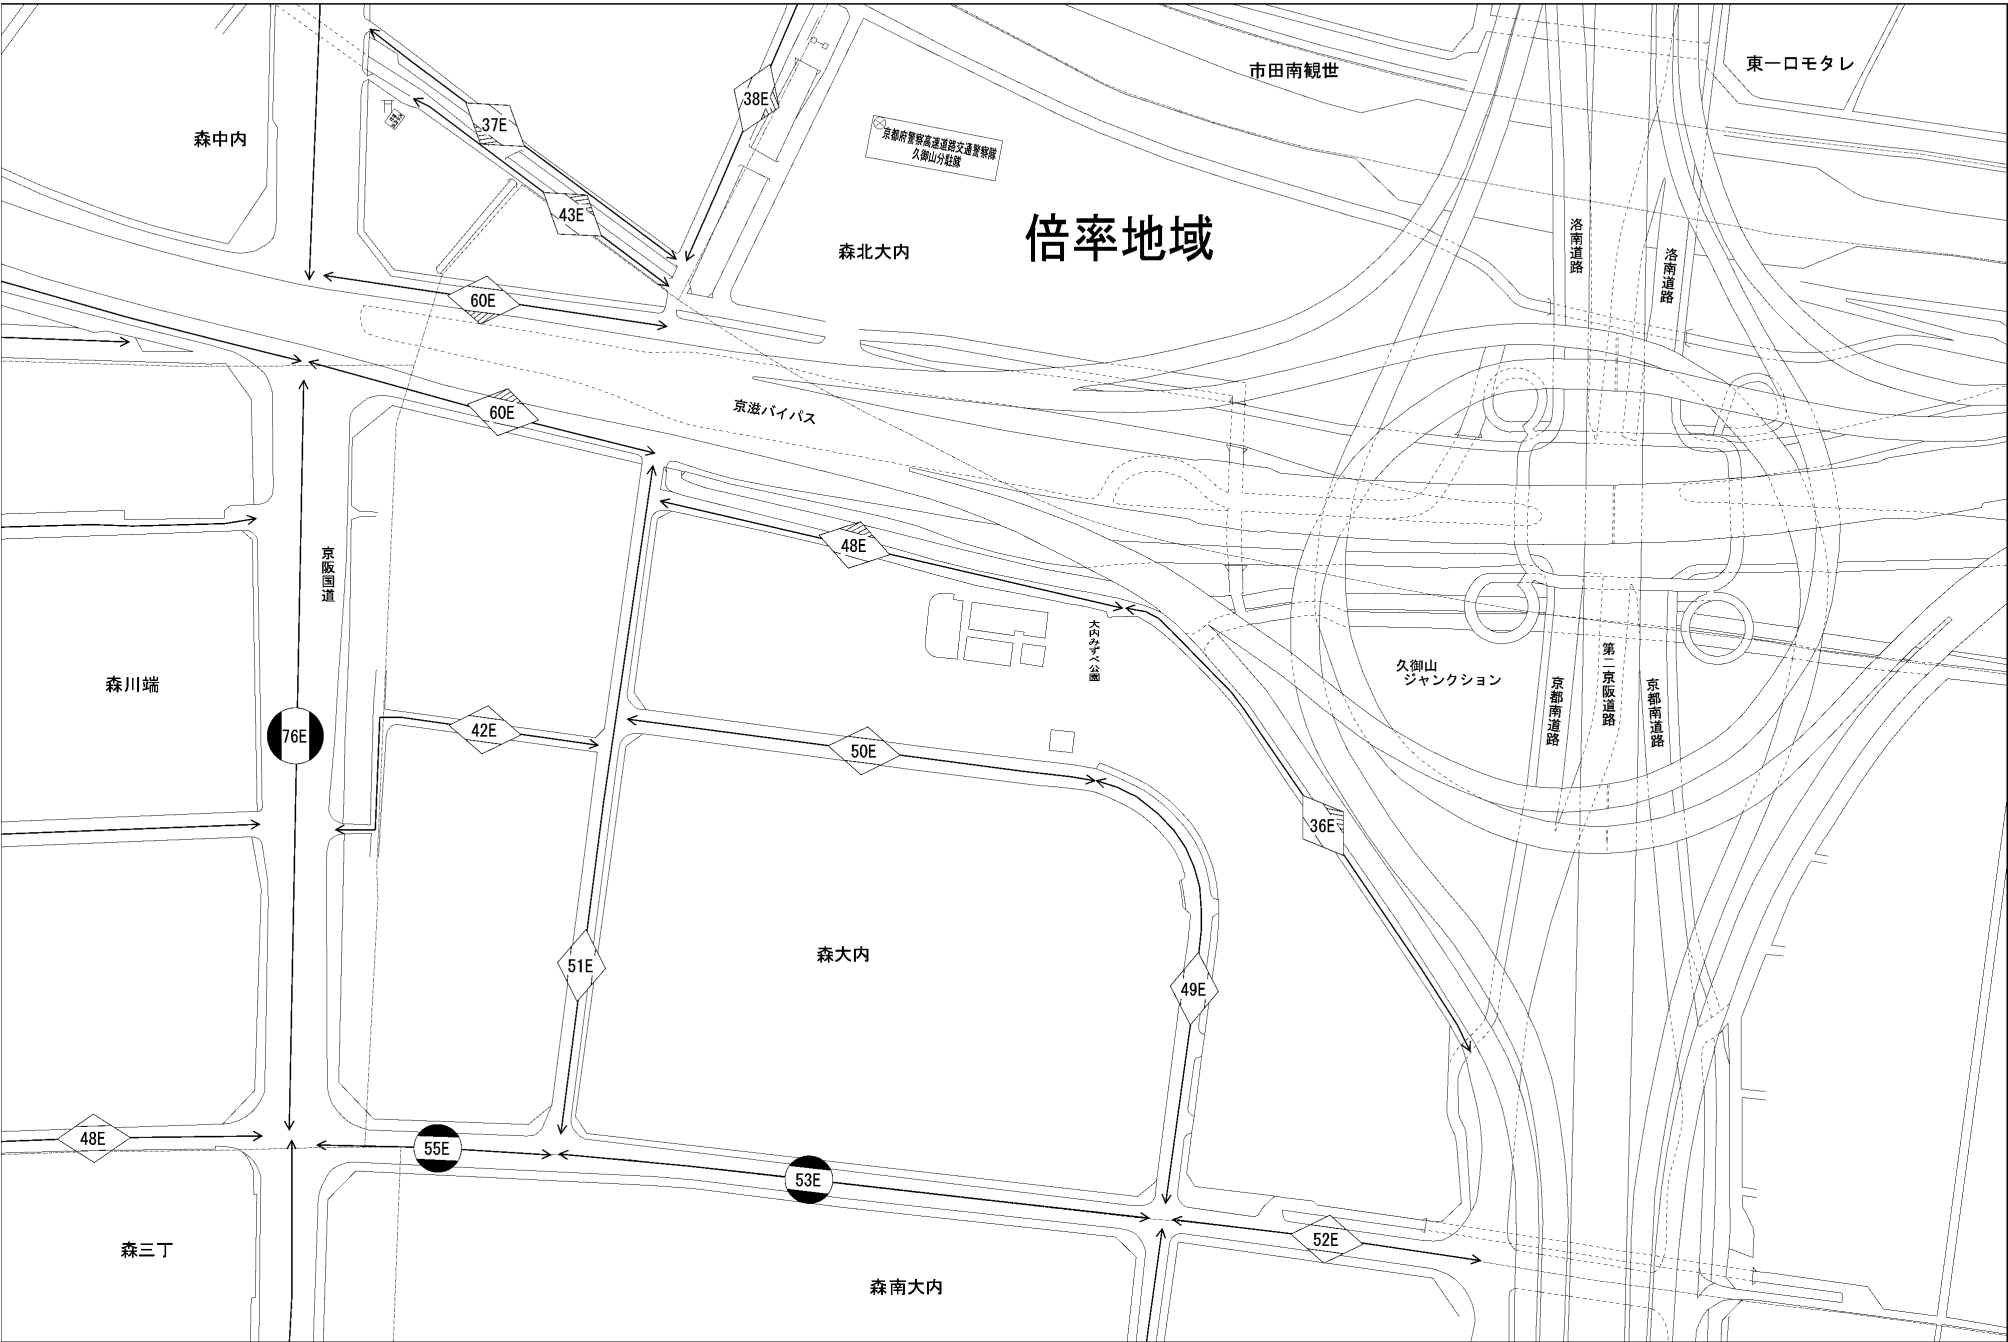 市田南観世
東一口モタレ
38E
37E
京都府警察高速道路交通警察隊
久御山分駐隊
森中内
43E
倍率地域
森北大内
洛南道路
洛南道路
60E
60E
京滋バイパス
48E
京阪国道
大内みずべ公園
久御山
ジャンクション
第二京阪道路
京都南道路
京都南道路
森川端
76E
42E
50E
36E
森大内
51E
49E
48E
55E
53E
52E
森三丁
森南大内